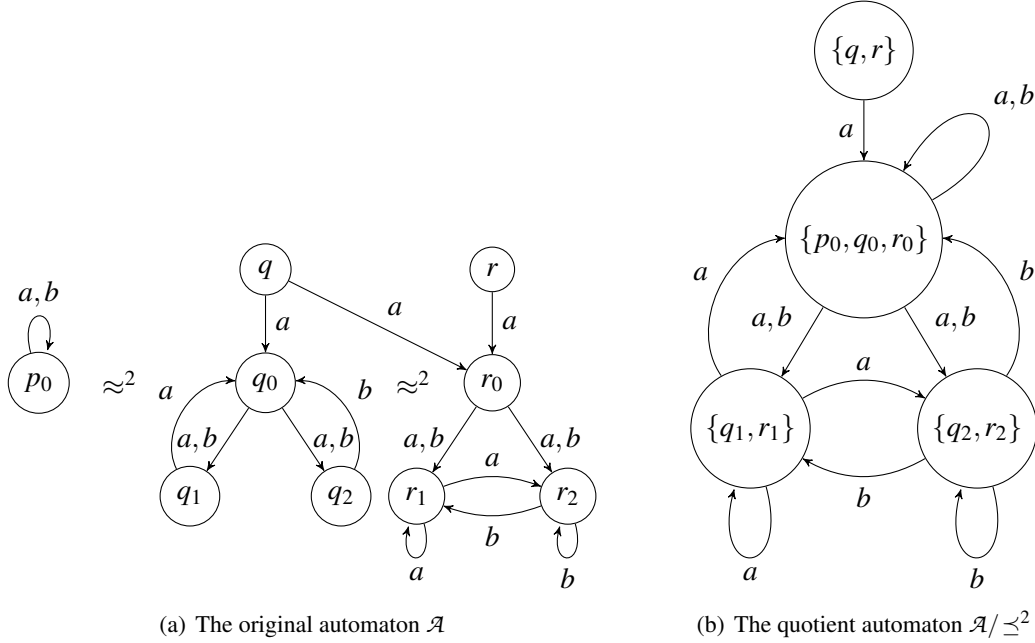 {q, r}
a
a, b
{p₀, q₀, r₀}
a
b
a, b
a, b
{q₁, r₁}
a
{q₂, r₂}
b
a
b
q
r
a
a
a
a, b
p₀
≈²
q₀
≈²
r₀
a
b
a, b
a, b
a, b
a, b
q₁
q₂
r₁
a
r₂
b
a
b
(a) The original automaton 𝒜
(b) The quotient automaton 𝒜/⪯²